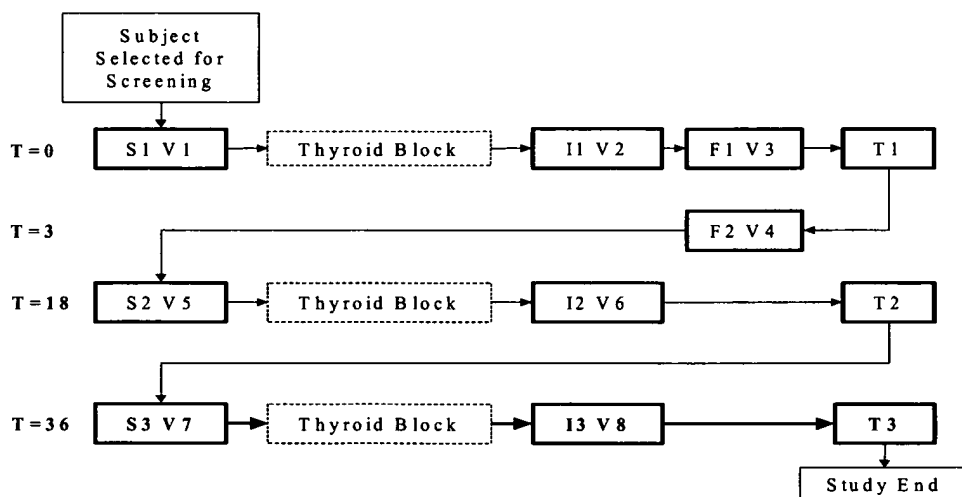 Subject
Selected for
Screening
T=0
S1 V1
Thyroid Block
I1 V2
F1 V3
T1
T=3
F2 V4
T=18
S2 V5
Thyroid Block
I2 V6
T2
T=36
S3 V7
Thyroid Block
I3 V8
T3
Study End